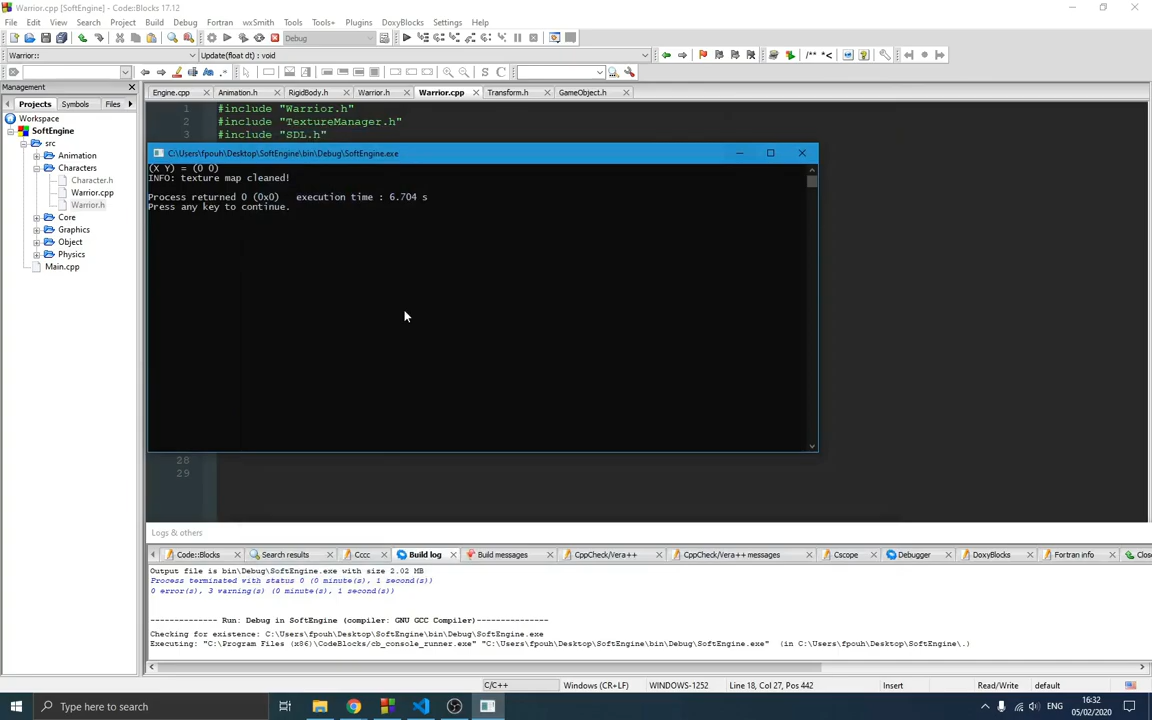 Warrior.cpp [SoftEngine] - Code::Blocks 17.12
File Edit View Search Project Build Debug Fortran wxSmith Tools Tools+ Plugins DoxyBlocks Settings Help
Debug
Warrior:: Update(float dt) : void
/** *<
S C
Management
Projects Symbols Files
Workspace
SoftEngine
src
Animation
Characters
Character.h
Warrior.cpp
Warrior.h
Core
Graphics
Object
Physics
Main.cpp
Engine.cpp Animation.h RigidBody.h Warrior.h Warrior.cpp Transform.h GameObject.h
1 #include "Warrior.h"
2 #include "TextureManager.h"
3 #include "SDL.h"
C:\Users\fpouh\Desktop\SoftEngine\bin\Debug\SoftEngine.exe
(X Y) = (0 0)
INFO: texture map cleaned!
Process returned 0 (0x0)   execution time : 6.704 s
Press any key to continue.
28
29
Logs & others
Code::Blocks Search results Cccc Build log Build messages CppCheck/Vera++ CppCheck/Vera++ messages Cscope Debugger DoxyBlocks Fortran info Clos
Output file is bin\Debug\SoftEngine.exe with size 2.02 MB
Process terminated with status 0 (0 minute(s), 1 second(s))
0 error(s), 3 warning(s) (0 minute(s), 1 second(s))
-------------- Run: Debug in SoftEngine (compiler: GNU GCC Compiler)---------------
Checking for existence: C:\Users\fpouh\Desktop\SoftEngine\bin\Debug\SoftEngine.exe
Executing: "C:\Program Files (x86)\CodeBlocks/cb_console_runner.exe" "C:\Users\fpouh\Desktop\SoftEngine\bin\Debug\SoftEngine.exe"  (in C:\Users\fpouh\Desktop\SoftEngine\.)
C/C++ Windows (CR+LF) WINDOWS-1252 Line 18, Col 27, Pos 442 Insert Read/Write default
Type here to search
ENG
16:32
05/02/2020